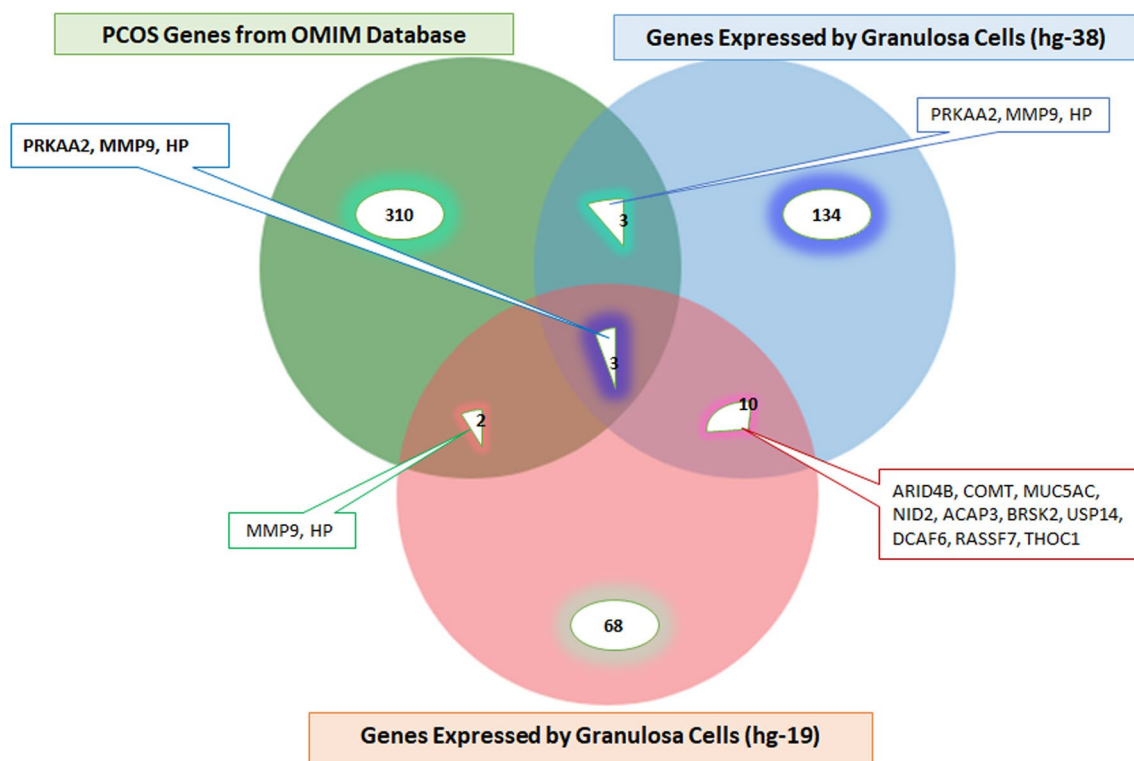 PCOS Genes from OMIM Database
Genes Expressed by Granulosa Cells (hg-38)
PRKAA2, MMP9, HP
PRKAA2, MMP9, HP
310
3
134
3
2
10
MMP9, HP
ARID4B, COMT, MUC5AC,
NID2, ACAP3, BRSK2, USP14,
DCAF6, RASSF7, THOC1
68
Genes Expressed by Granulosa Cells (hg-19)